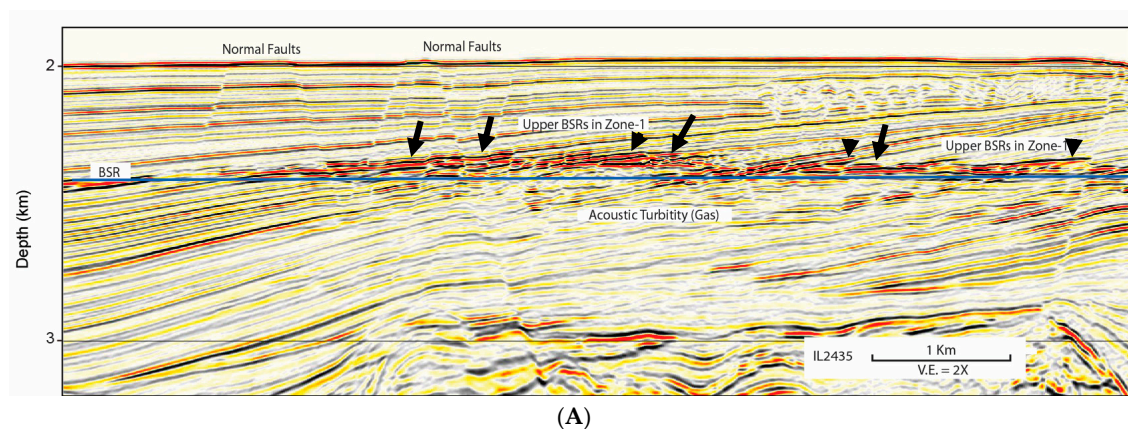 Normal Faults
Normal Faults
2
Upper BSRs in Zone-1
Upper BSRs in Zone-1
BSR
Acoustic Turbitity (Gas)
Depth (km)
3
IL2435
1 Km
V.E. = 2X
(A)